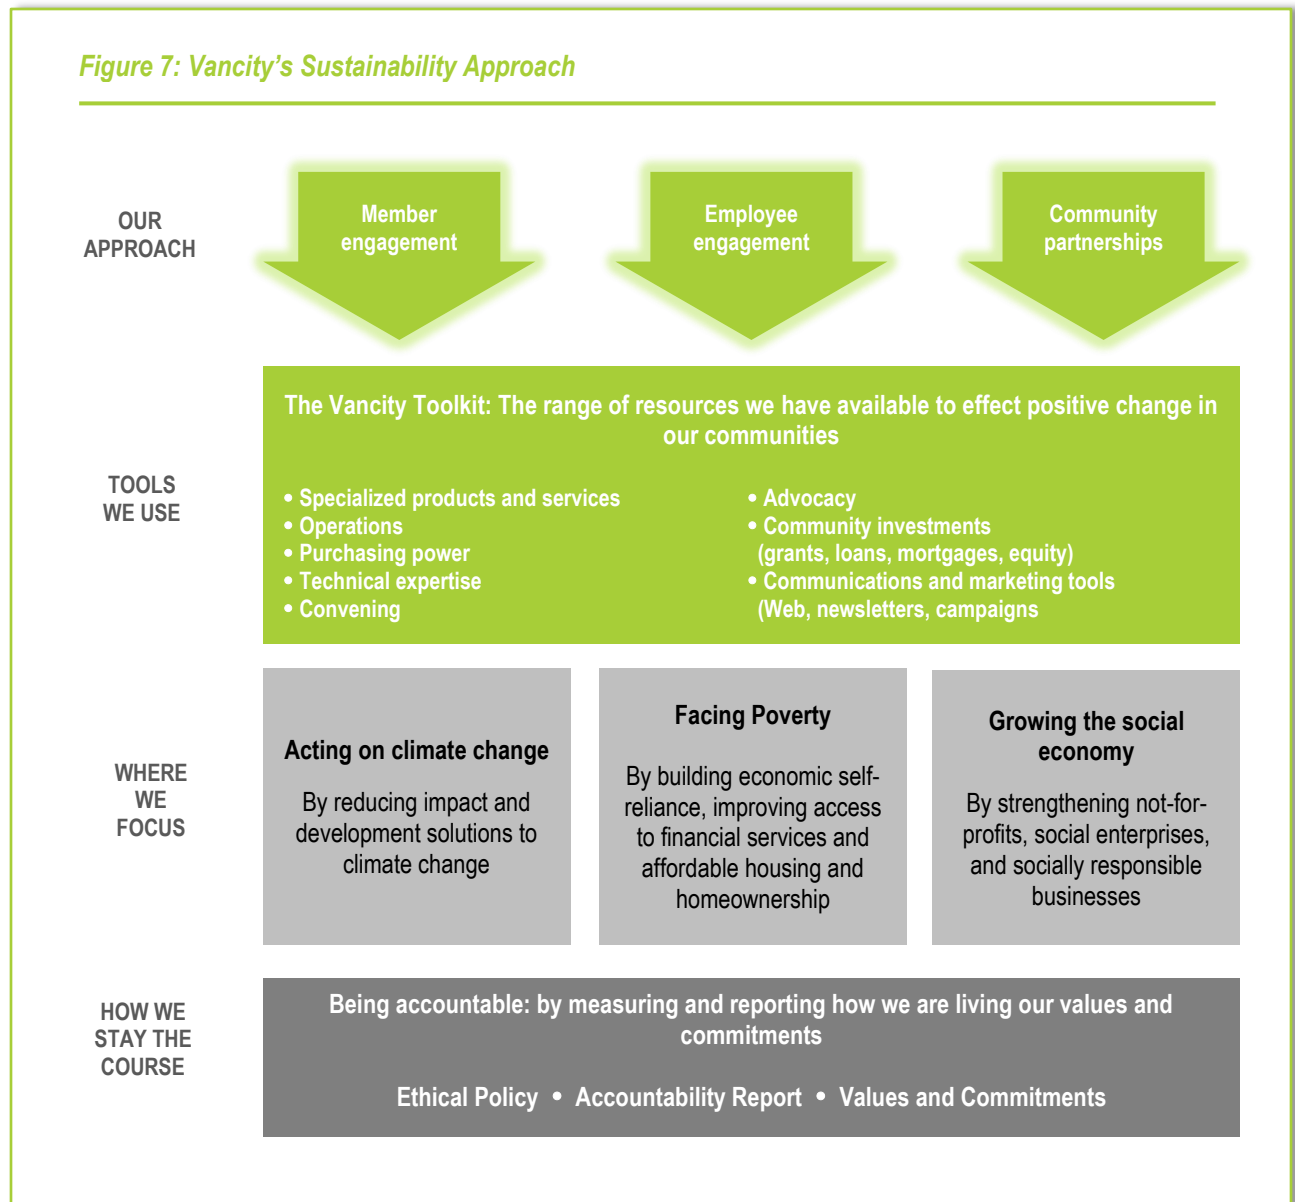 Figure 7: Vancity’s Sustainability Approach
OUR
APPROACH
Member
engagement
Employee
engagement
Community
partnerships
TOOLS
WE USE
The Vancity Toolkit: The range of resources we have available to effect positive change in
our communities
• Specialized products and services
• Operations
• Purchasing power
• Technical expertise
• Convening
• Advocacy
• Community investments
(grants, loans, mortgages, equity)
• Communications and marketing tools
(Web, newsletters, campaigns
WHERE
WE
FOCUS
Acting on climate change
By reducing impact and
development solutions to
climate change
Facing Poverty
By building economic self-
reliance, improving access
to financial services and
affordable housing and
homeownership
Growing the social
economy
By strengthening not-for-
profits, social enterprises,
and socially responsible
businesses
HOW WE
STAY THE
COURSE
Being accountable: by measuring and reporting how we are living our values and
commitments
Ethical Policy • Accountability Report • Values and Commitments